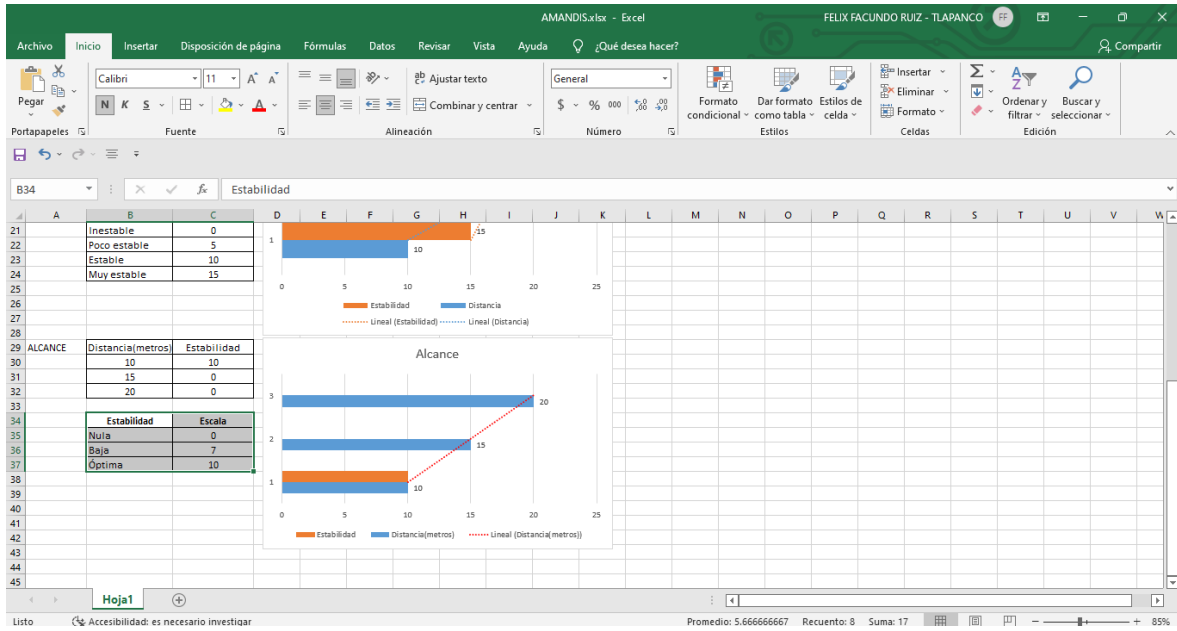 AMANDIS.xlsx - Excel
FELIX FACUNDO RUIZ - TLAPANCO FF
Archivo Inicio Insertar Disposición de página Fórmulas Datos Revisar Vista Ayuda ¿Qué desea hacer? Compartir
Pegar
Calibri 11
N K S
Ajustar texto
Combinar y centrar
General
$ % 000
Formato condicional
Dar formato como tabla
Estilos de celda
Insertar
Eliminar
Formato
Ordenar y filtrar
Buscar y seleccionar
Portapapeles Fuente Alineación Número Estilos Celdas Edición
B34 fx Estabilidad
A B C D E F G H I J K L M N O P Q R S T U V W
21 Inestable 0
22 Poco estable 5
23 Estable 10
24 Muy estable 15
25
26
27
28
29 ALCANCE Distancia(metros) Estabilidad
30 10 10
31 15 0
32 20 0
33
34 Estabilidad Escala
35 Nula 0
36 Baja 7
37 Óptima 10
38
39
40
41
42
43
44
45
15
1
10
0 5 10 15 20 25
Estabilidad Distancia
Lineal (Estabilidad) Lineal (Distancia)
Alcance
3 20
2 15
1 10
0 5 10 15 20 25
Estabilidad Distancia(metros) Lineal (Distancia(metros))
Hoja1
Listo Accesibilidad: es necesario investigar Promedio: 5.666666667 Recuento: 8 Suma: 17 85%